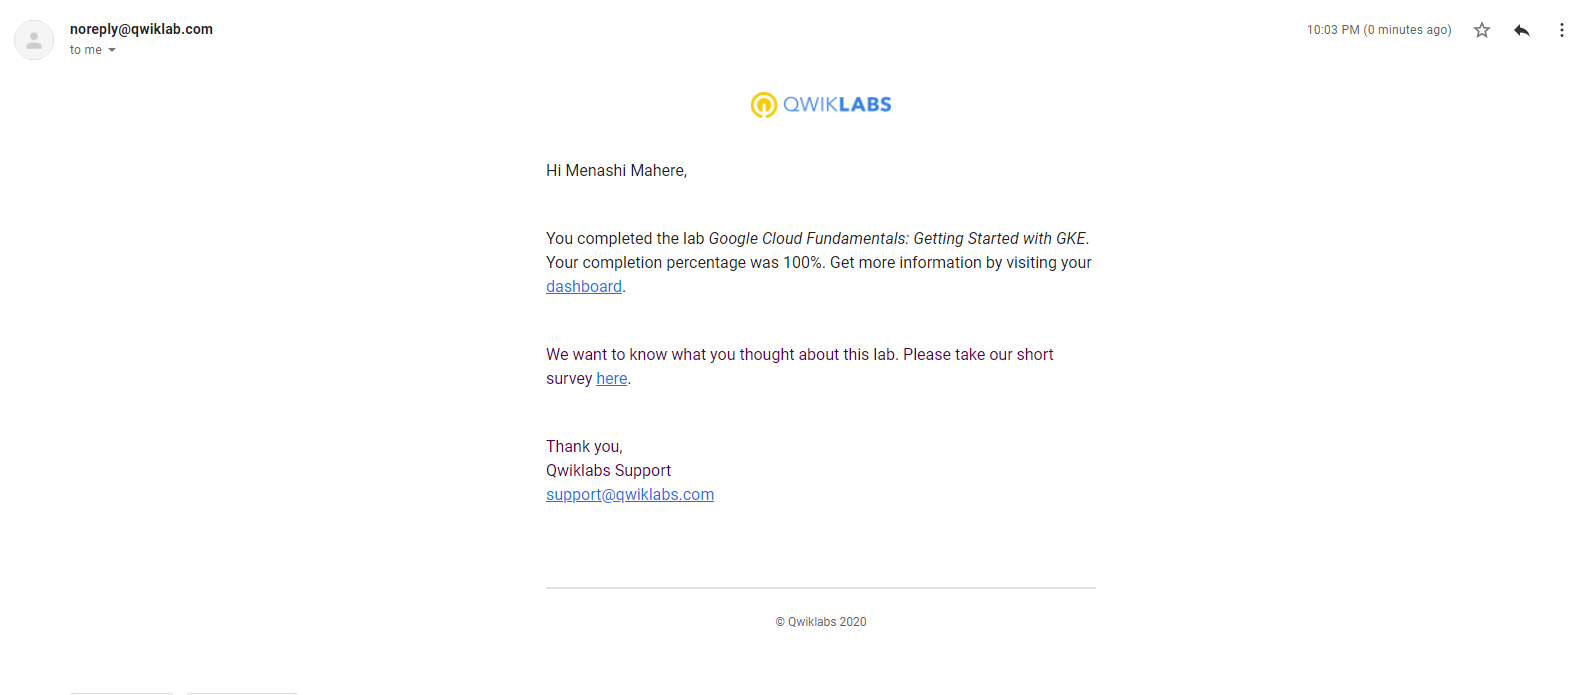 noreply@qwiklab.com
10:03 PM (0 minutes ago)
to me
QWIKLABS
Hi Menashi Mahere,
You completed the lab Google Cloud Fundamentals: Getting Started with GKE.
Your completion percentage was 100%. Get more information by visiting your
dashboard.
We want to know what you thought about this lab. Please take our short
survey here.
Thank you,
Qwiklabs Support
support@qwiklabs.com
© Qwiklabs 2020